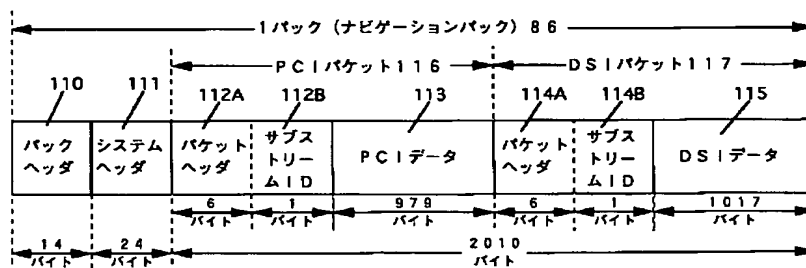 1パック(ナビゲーションパック)86
PCIパケット116
DSIパケット117
110
111
112A
112B
113
114A
114B
115
パック
ヘッダ
システム
ヘッダ
パケット
ヘッダ
サブス
トリー
ムID
PCIデータ
パケット
ヘッダ
サブス
トリー
ムID
DSIデータ
6
バイト
1
バイト
979
バイト
6
バイト
1
バイト
1017
バイト
14
バイト
24
バイト
2010
バイト